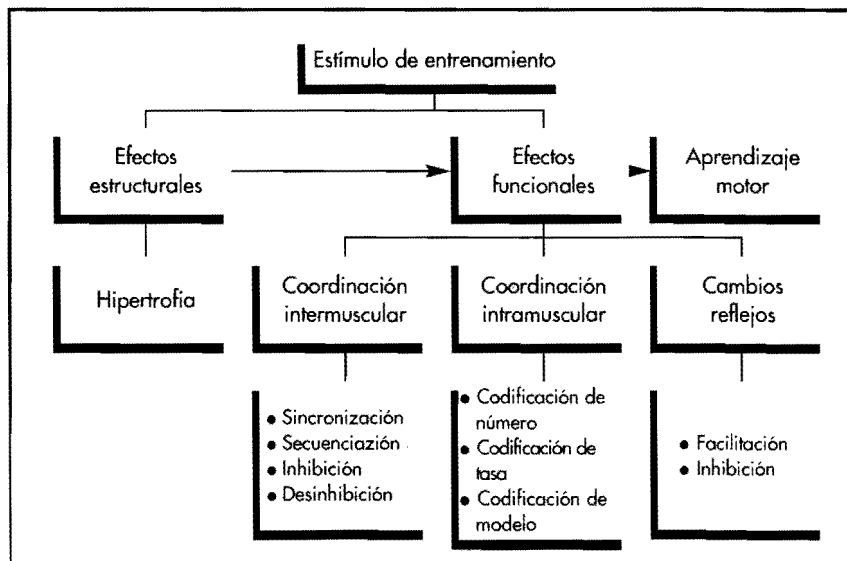 Estímulo de entrenamiento
Efectos
estructurales
Efectos
funcionales
Aprendizaje
motor
Hipertrofia
Coordinación
intermuscular
Coordinación
intramuscular
Cambios
reflejos
● Sincronización
● Secuenciazión
● Inhibición
● Desinhibición
● Codificación de
número
● Codificación de
tasa
● Codificación de
modelo
● Facilitación
● Inhibición